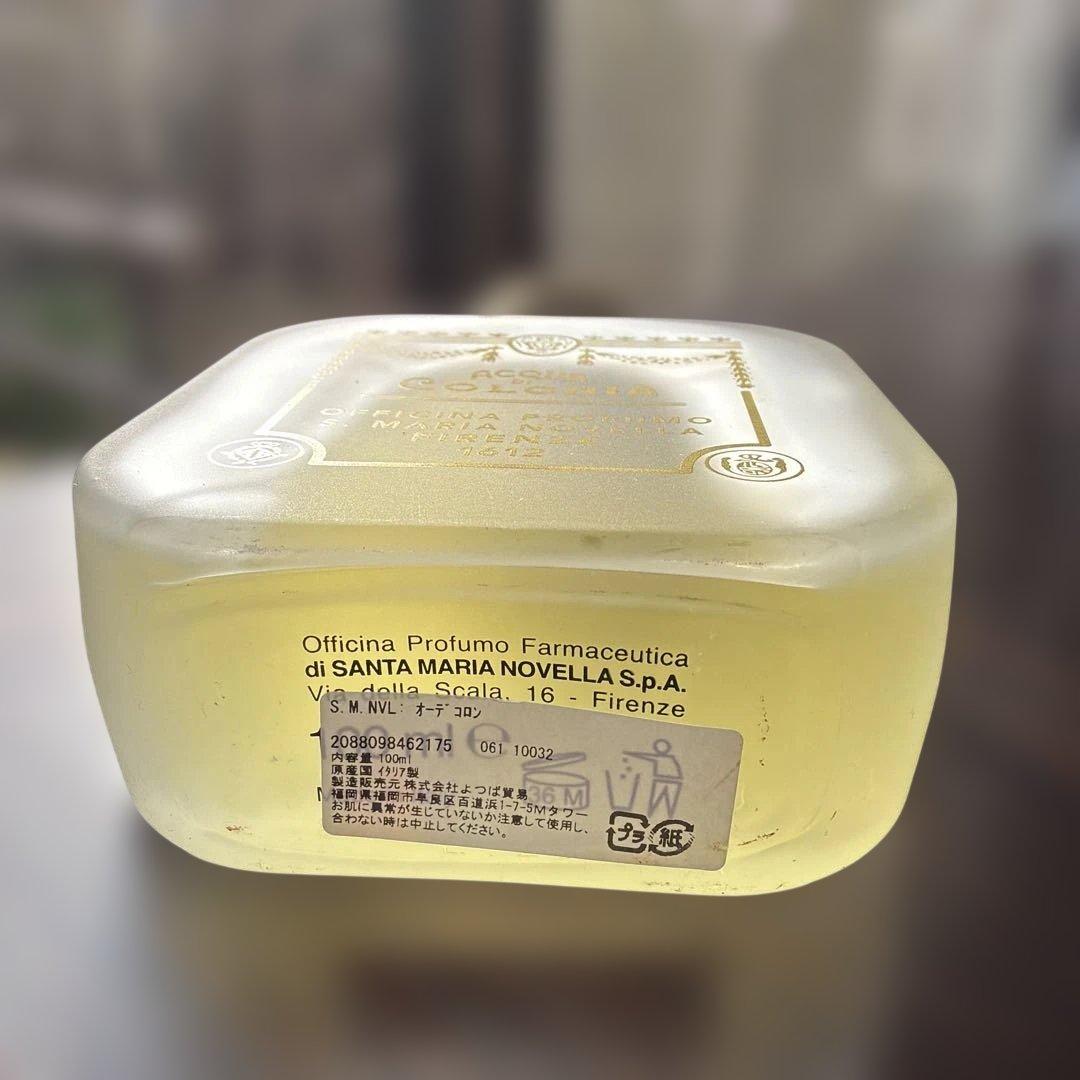 ACQUA
DI
COLONIA
OFFICINA PROFUMO
S. MARIA NOVELLA
FIRENZE
1612
Officina Profumo Farmaceutica
di SANTA MARIA NOVELLA S.p.A.
Via della Scala, 16 - Firenze
100 ml ℮
36 M
S.M.NVL: オーデコロン
2088098462175 061 10032
内容量 100ml
原産国 イタリア製
製造販売元 株式会社よつば貿易
福岡県福岡市早良区百道浜1-7-5Mタワー
お肌に異常が生じていないか注意して使用し、
合わない時は中止してください。
プラ 紙